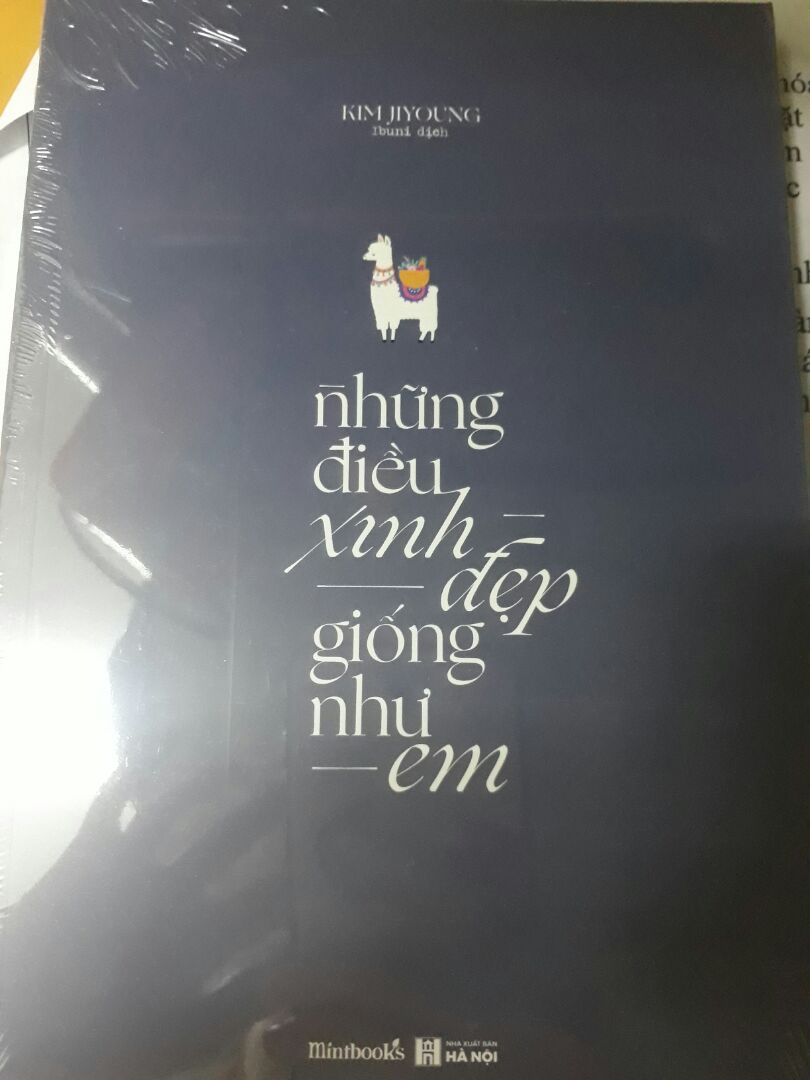 KIM JIYOUNG
Ibuni dịch
những
điều
xinh
đẹp
giống
như
em
mintbooks
NHÀ XUẤT BẢN
HÀ NỘI